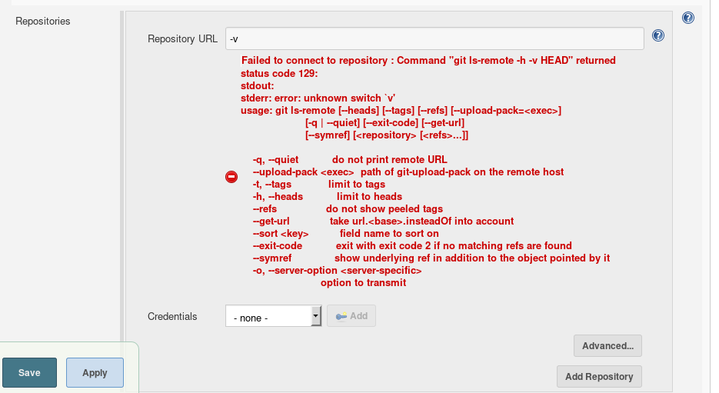 Repositories
Repository URL -v
Failed to connect to repository : Command "git ls-remote -h -v HEAD" returned
status code 129:
stdout:
stderr: error: unknown switch `v'
usage: git ls-remote [--heads] [--tags] [--refs] [--upload-pack=<exec>]
[-q | --quiet] [--exit-code] [--get-url]
[--symref] [<repository> [<refs>...]]
-q, --quiet do not print remote URL
--upload-pack <exec> path of git-upload-pack on the remote host
-t, --tags limit to tags
-h, --heads limit to heads
--refs do not show peeled tags
--get-url take url.<base>.insteadOf into account
--sort <key> field name to sort on
--exit-code exit with exit code 2 if no matching refs are found
--symref show underlying ref in addition to the object pointed by it
-o, --server-option <server-specific>
option to transmit
Credentials - none - Add
Advanced...
Save Apply
Add Repository